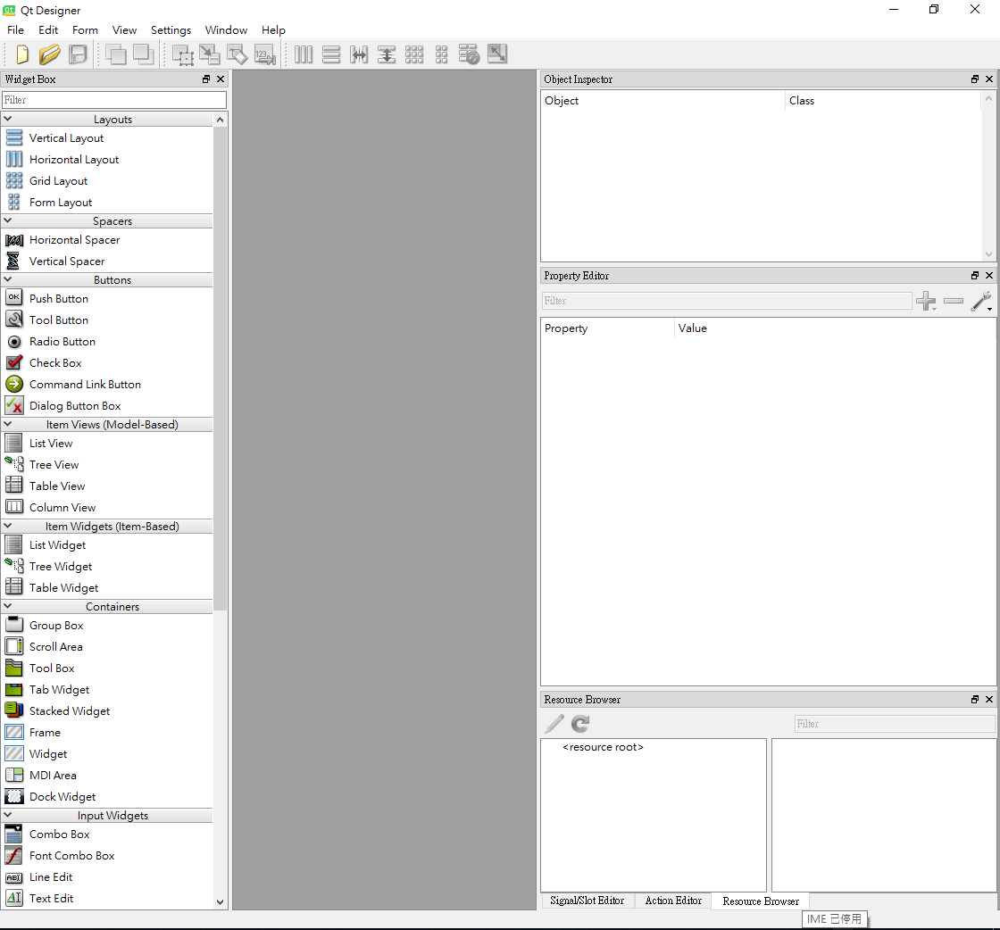 Qt Designer
File Edit Form View Settings Window Help
Widget Box
Filter
Layouts
Vertical Layout
Horizontal Layout
Grid Layout
Form Layout
Spacers
Horizontal Spacer
Vertical Spacer
Buttons
OK Push Button
Tool Button
Radio Button
Check Box
Command Link Button
Dialog Button Box
Item Views (Model-Based)
List View
Tree View
Table View
Column View
Item Widgets (Item-Based)
List Widget
Tree Widget
Table Widget
Containers
Group Box
Scroll Area
Tool Box
Tab Widget
Stacked Widget
Frame
Widget
MDI Area
Dock Widget
Input Widgets
Combo Box
Font Combo Box
ABI Line Edit
AI Text Edit
Object Inspector
Object Class
Property Editor
Filter
Property Value
Resource Browser
Filter
<resource root>
Signal/Slot Editor Action Editor Resource Browser
IME 已停用